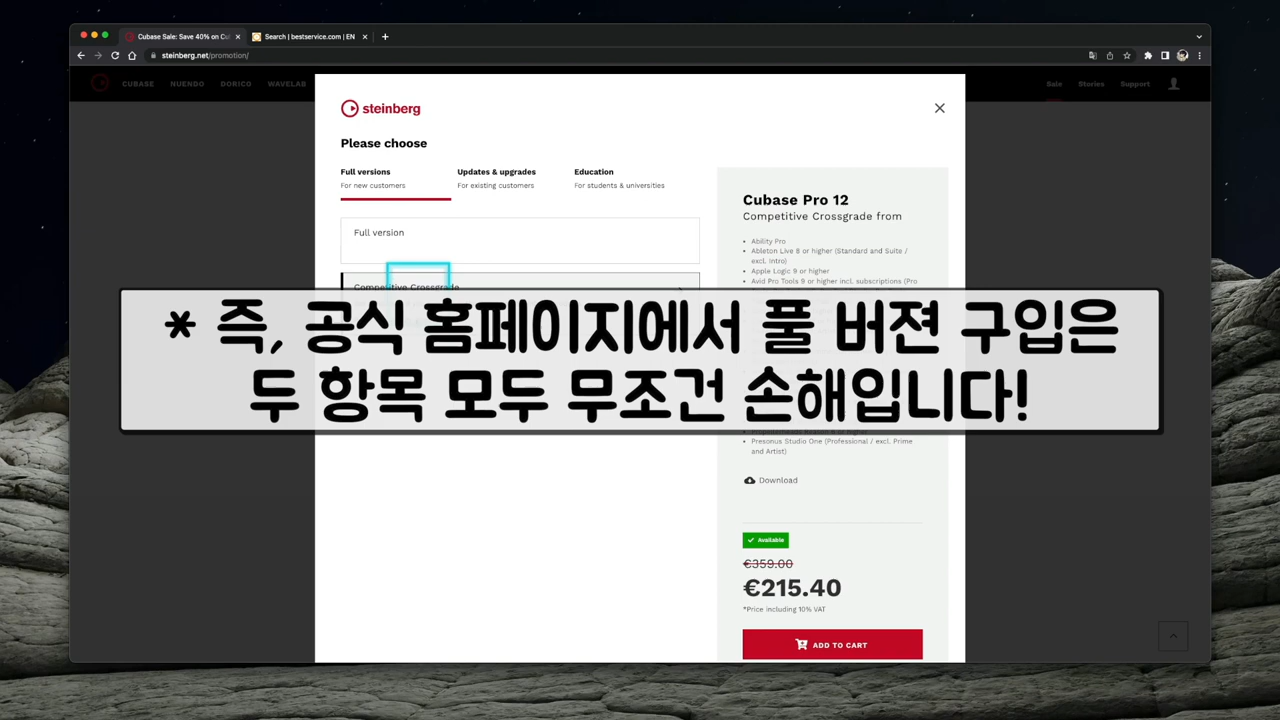 Cubase Sale: Save 40% on Cu
Search | bestservice.com | EN
steinberg.net/promotion/
CUBASE
NUENDO
DORICO
WAVELAB
Sale
Stories
Support
steinberg
Please choose
Full versions
For new customers
Updates & upgrades
For existing customers
Education
For students & universities
Full version
Competitive Crossgrade
Cubase Pro 12
Competitive Crossgrade from
• Ability Pro
• Ableton Live 8 or higher (Standard and Suite /
excl. Intro)
• Apple Logic 9 or higher
• Avid Pro Tools 9 or higher incl. subscriptions (Pro
* 즉, 공식 홈페이지에서 풀 버젼 구입은
두 항목 모두 무조건 손해입니다!
• Presonus Studio One (Professional / excl. Prime
and Artist)
Download
Available
€359.00
€215.40
*Price including 10% VAT
ADD TO CART